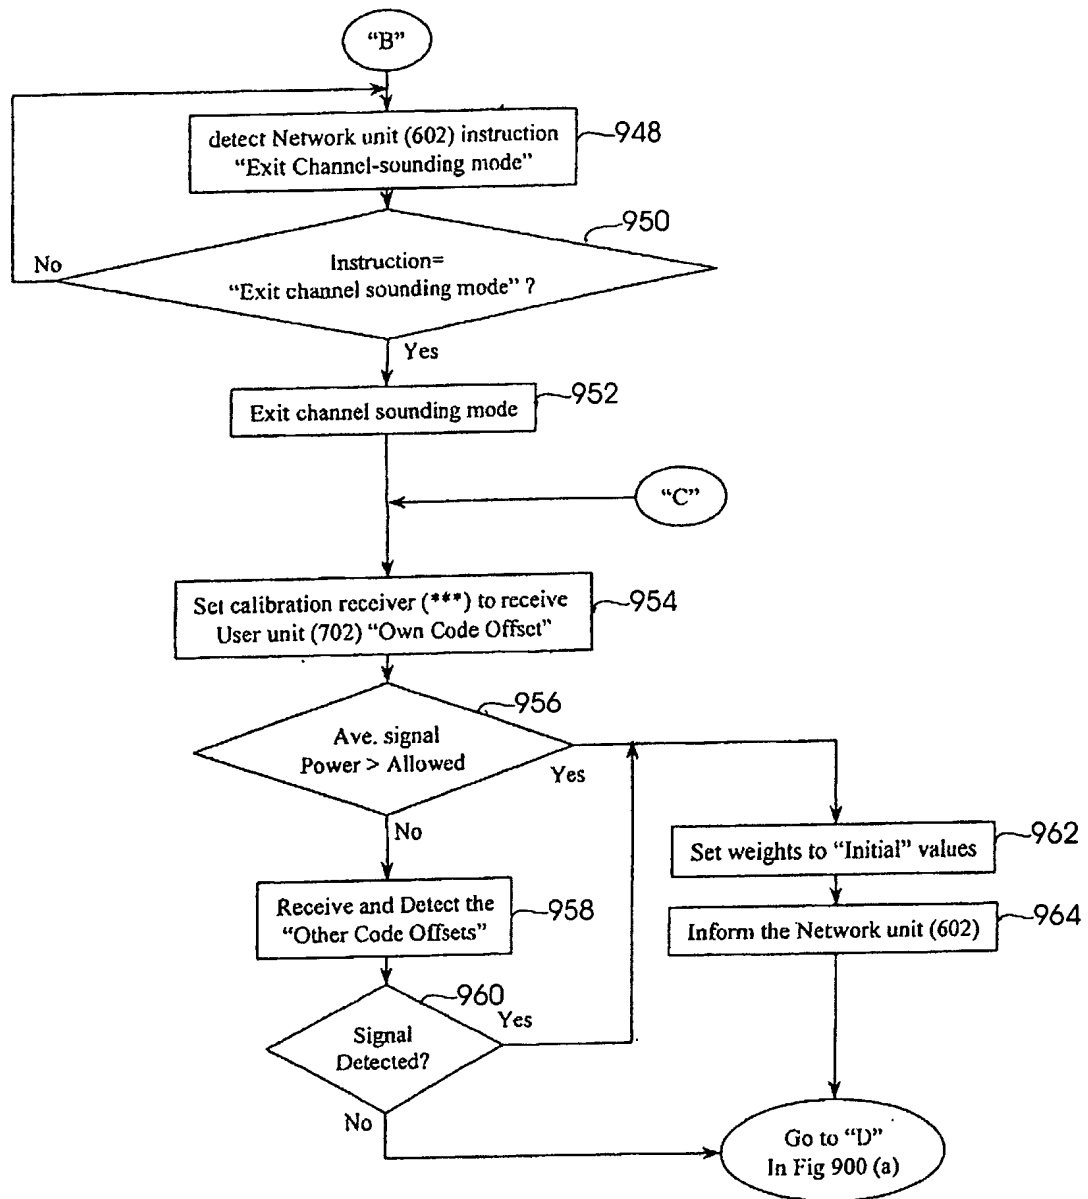 “B”
detect Network unit (602) instruction
“Exit Channel-sounding mode”
948
950
Instruction=
“Exit channel sounding mode” ?
No
Yes
Exit channel sounding mode
952
“C”
Set calibration receiver (***) to receive
User unit (702) “Own Code Offset”
954
956
Ave. signal
Power > Allowed
Yes
No
Set weights to “Initial” values
962
Receive and Detect the
“Other Code Offsets”
958
Inform the Network unit (602)
964
960
Signal
Detected?
Yes
No
Go to “D”
In Fig 900 (a)